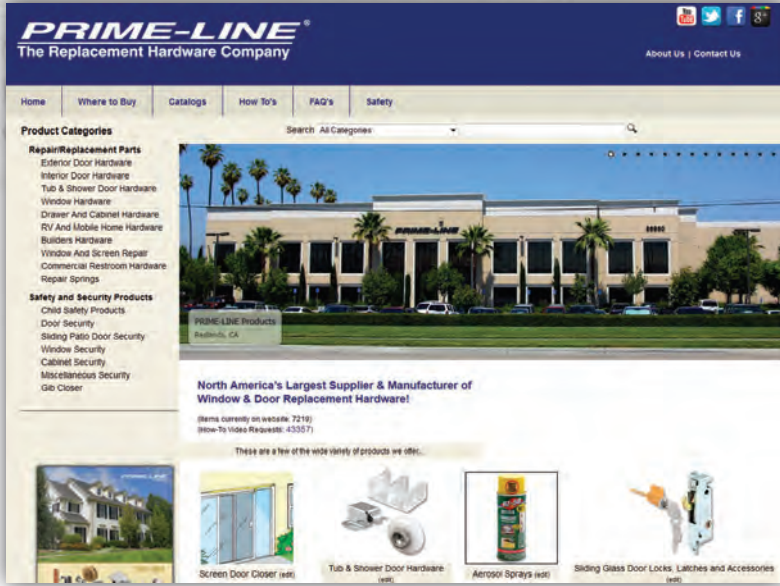 PRIME-LINE®
The Replacement Hardware Company
You Tube
f
g+
About Us | Contact Us
Home
Where to Buy
Catalogs
How To's
FAQ's
Safety
Product Categories
Search All Categories
Repair/Replacement Parts
Exterior Door Hardware
Interior Door Hardware
Tub & Shower Door Hardware
Window Hardware
Drawer And Cabinet Hardware
RV And Mobile Home Hardware
Builders Hardware
Window And Screen Repair
Commercial Restroom Hardware
Repair Springs
Safety and Security Products
Child Safety Products
Door Security
Sliding Patio Door Security
Window Security
Cabinet Security
Miscellaneous Security
Gib Closer
PRIME-LINE
PRIME-LINE Products
Redlands, CA
North America's Largest Supplier & Manufacturer of
Window & Door Replacement Hardware!
(Items currently on website: 7219)
(How-To Video Requests: 43357)
These are a few of the wide variety of products we offer...
PRIME-LINE
Screen Door Closer (edit)
Tub & Shower Door Hardware
(edit)
Aerosol Sprays (edit)
Sliding Glass Door Locks, Latches and Accessories
(edit)